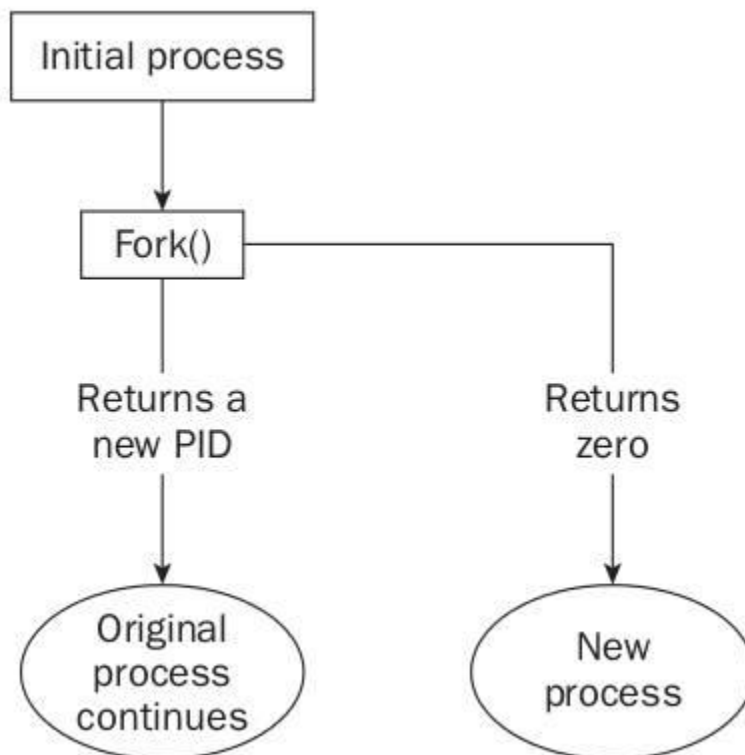 Initial process
Fork()
Returns a
new PID
Returns
zero
Original
process
continues
New
process